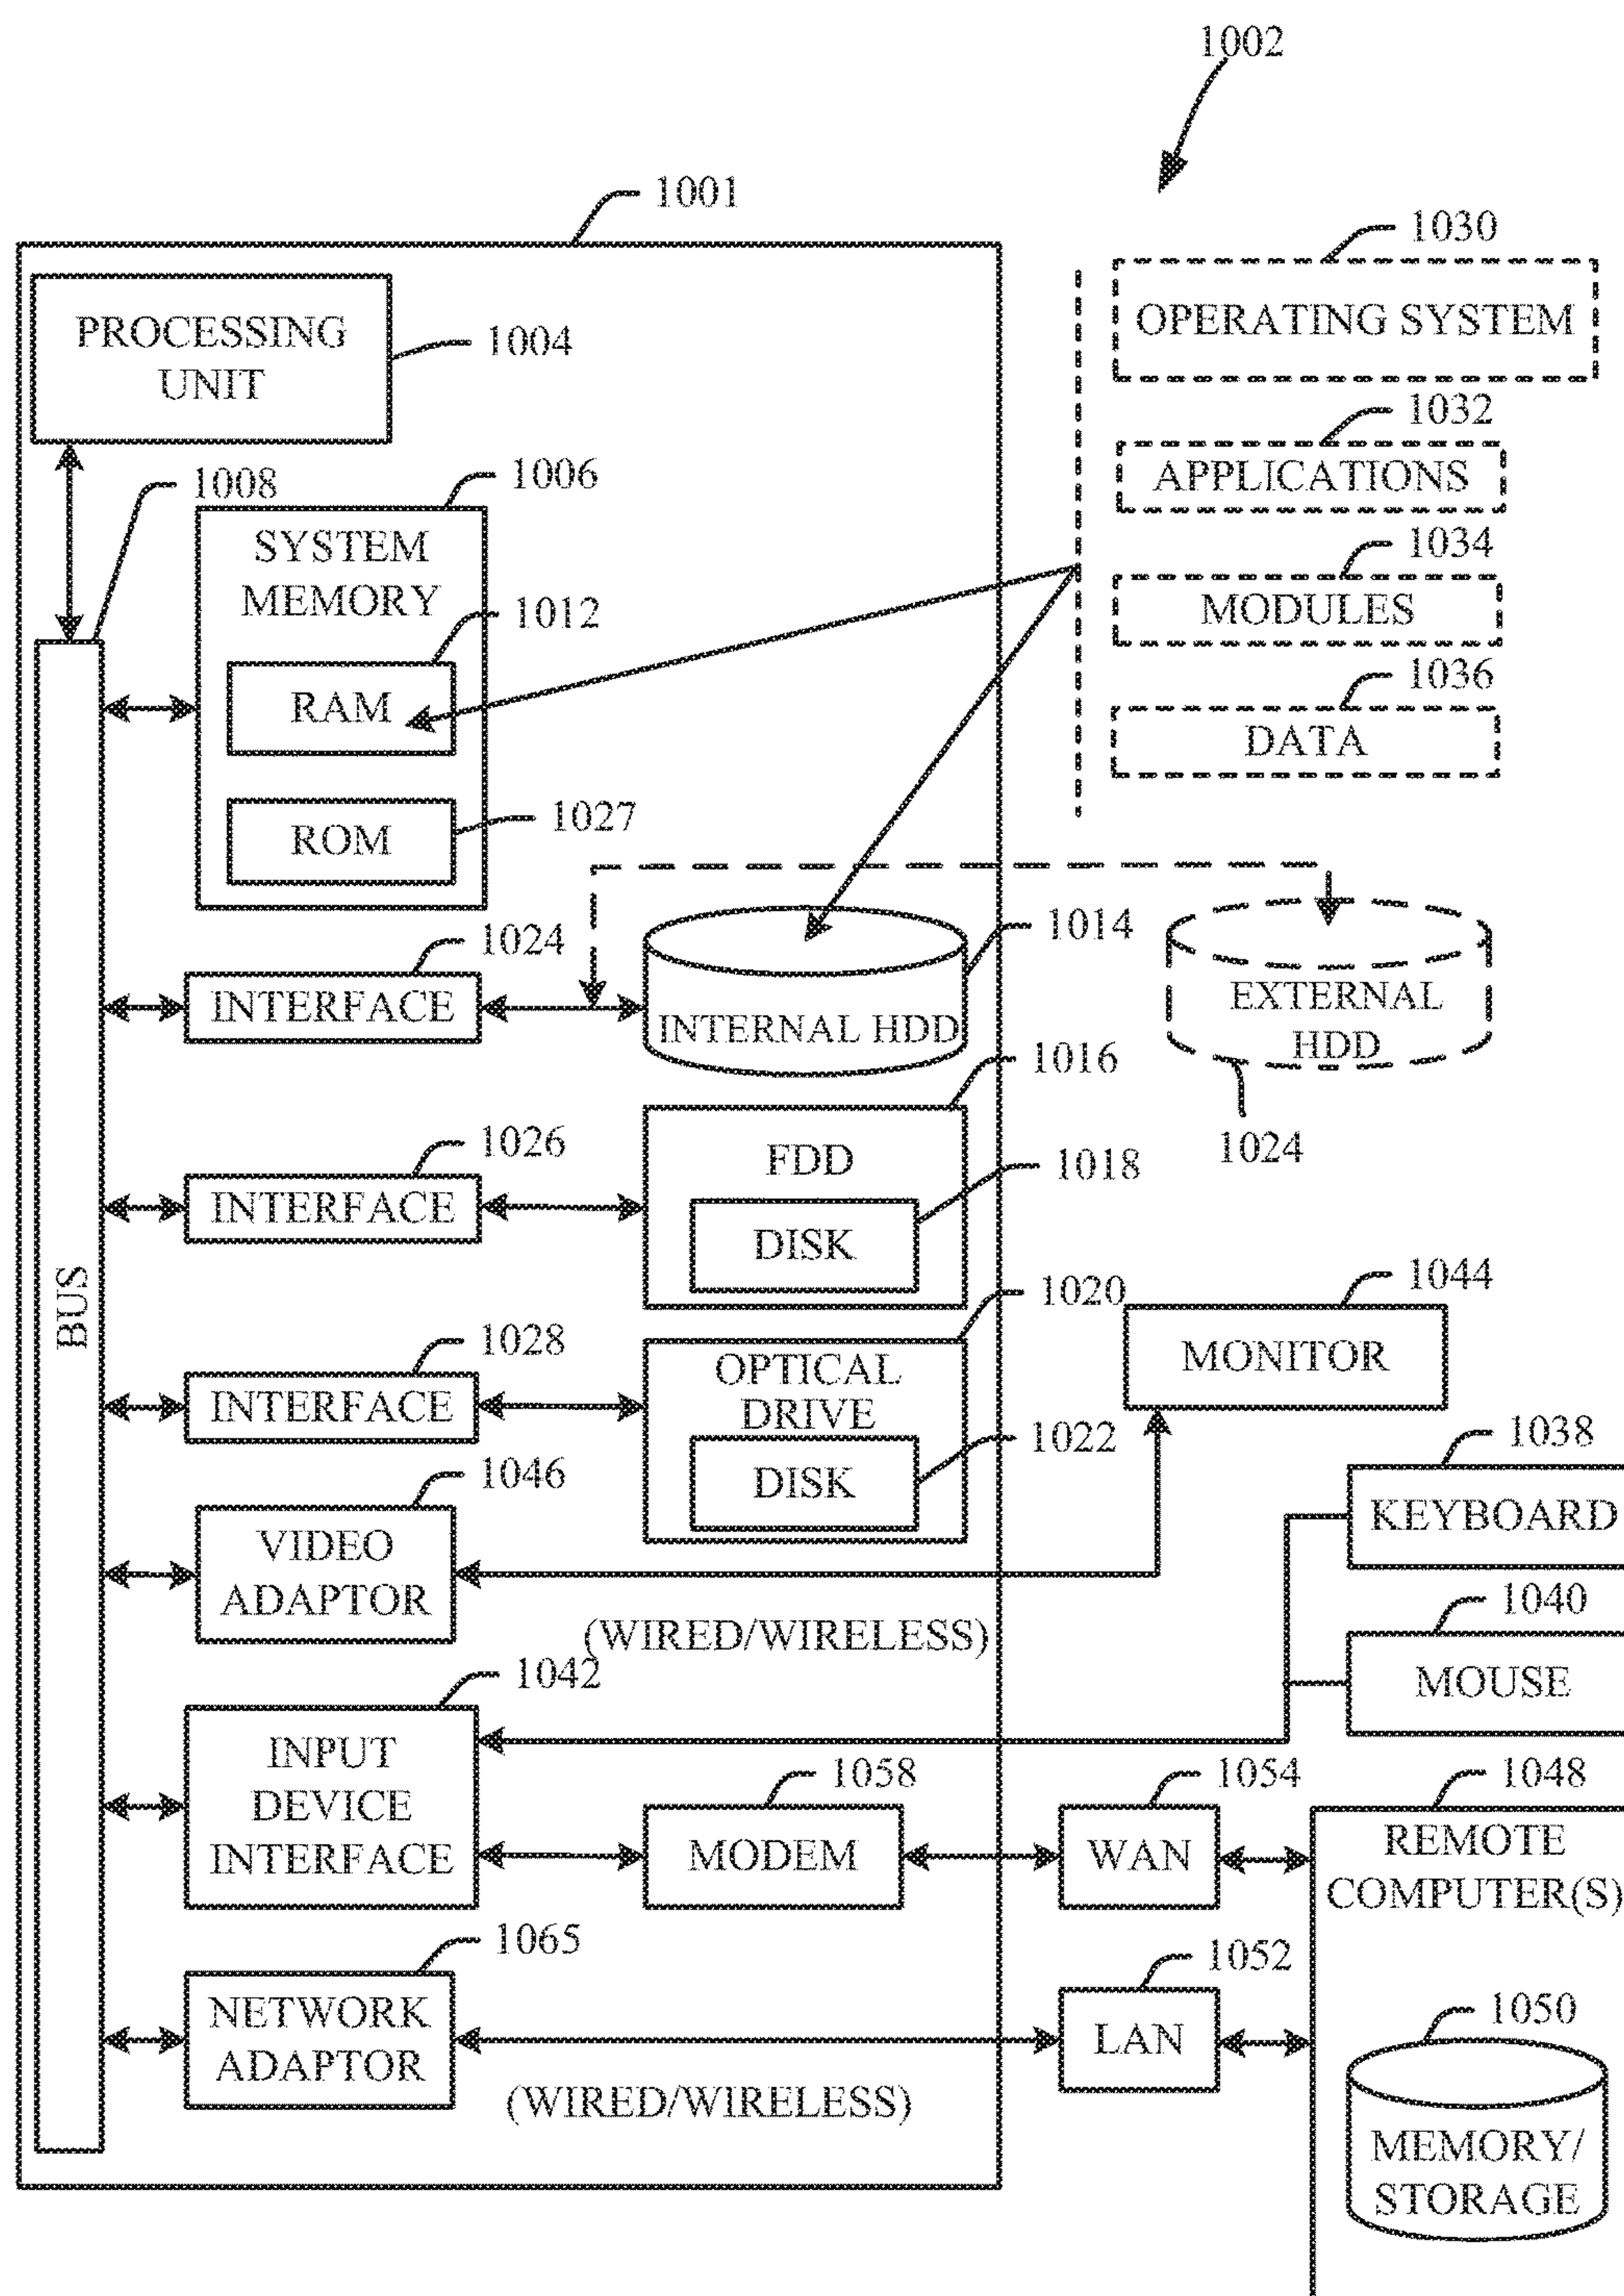 1002
1001
1030
PROCESSING
UNIT
1004
OPERATING SYSTEM
1032
APPLICATIONS
1008
1006
SYSTEM
MEMORY
1034
MODULES
1012
RAM
1036
DATA
1027
ROM
1024
INTERFACE
1014
INTERNAL HDD
EXTERNAL
HDD
1024
1016
FDD
1026
INTERFACE
1018
DISK
BUS
1020
1044
MONITOR
1028
INTERFACE
OPTICAL
DRIVE
1022
DISK
1038
KEYBOARD
1046
VIDEO
ADAPTOR
(WIRED/WIRELESS)
1040
MOUSE
1042
INPUT
DEVICE
INTERFACE
1058
MODEM
1054
WAN
1048
REMOTE
COMPUTER(S)
1065
NETWORK
ADAPTOR
(WIRED/WIRELESS)
1052
LAN
1050
MEMORY/
STORAGE